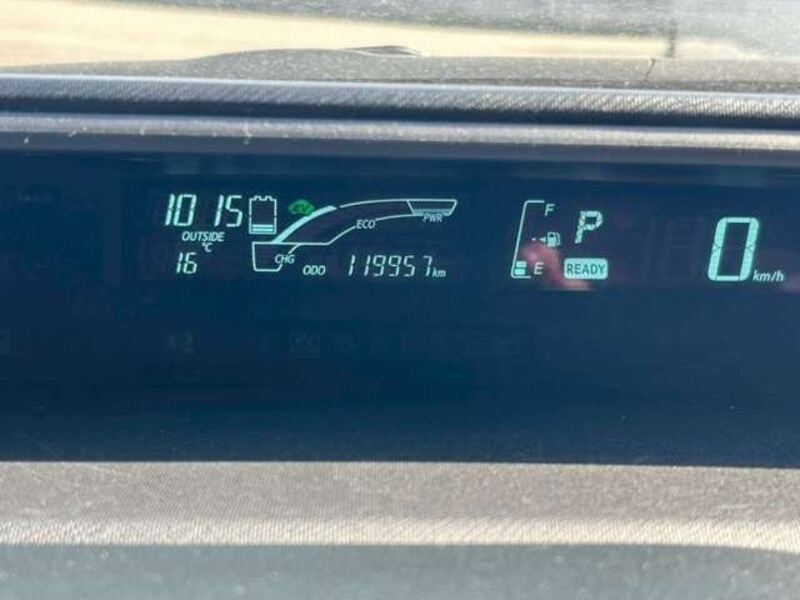 10 15
OUTSIDE
°C
16
EV
ECO
PWR
CHG
ODO 119957 km
F
E
P
READY
0 km/h